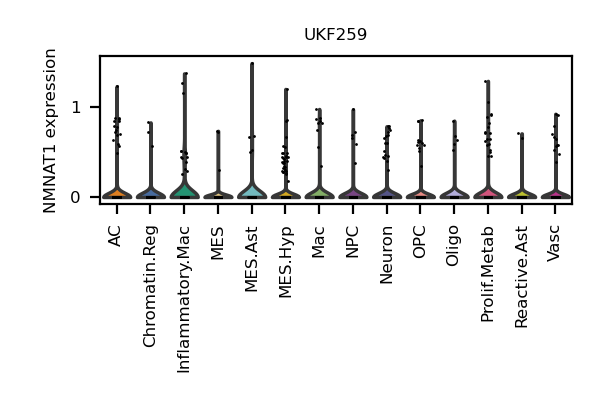 UKF259
NMNAT1 expression
1
0
AC
Chromatin.Reg
Inflammatory.Mac
MES
MES.Ast
MES.Hyp
Mac
NPC
Neuron
OPC
Oligo
Prolif.Metab
Reactive.Ast
Vasc